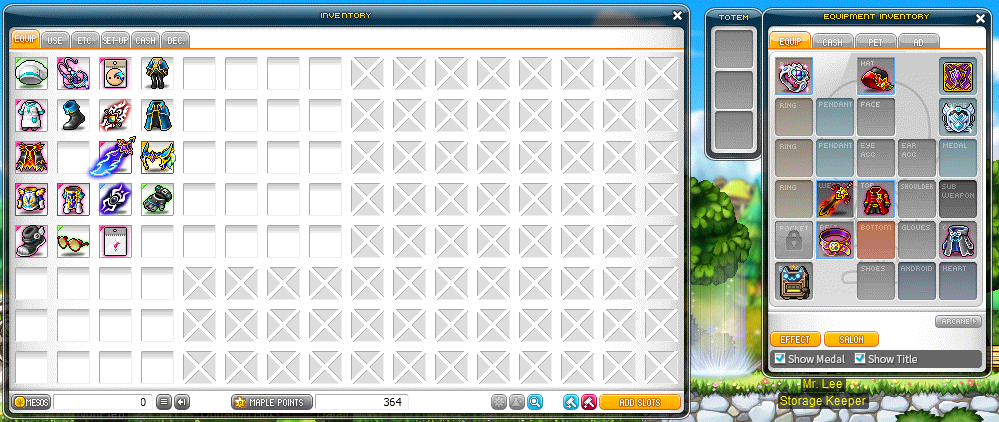 INVENTORY
EQUIP USE ETC. SET-UP CASH DEC.
MESOS 0 MAPLE POINTS 364 ADD SLOTS
TOTEM
EQUIPMENT INVENTORY
EQUIP CASH PET AD
HAT
RING PENDANT FACE
RING PENDANT EYE ACC EAR ACC MEDAL
RING SHOULDER SUB WEAPON
POCKET BOTTOM GLOVES
SHOES ANDROID HEART
ARCANE
EFFECT SALON
Show Medal Show Title
Mr. Lee
Storage Keeper